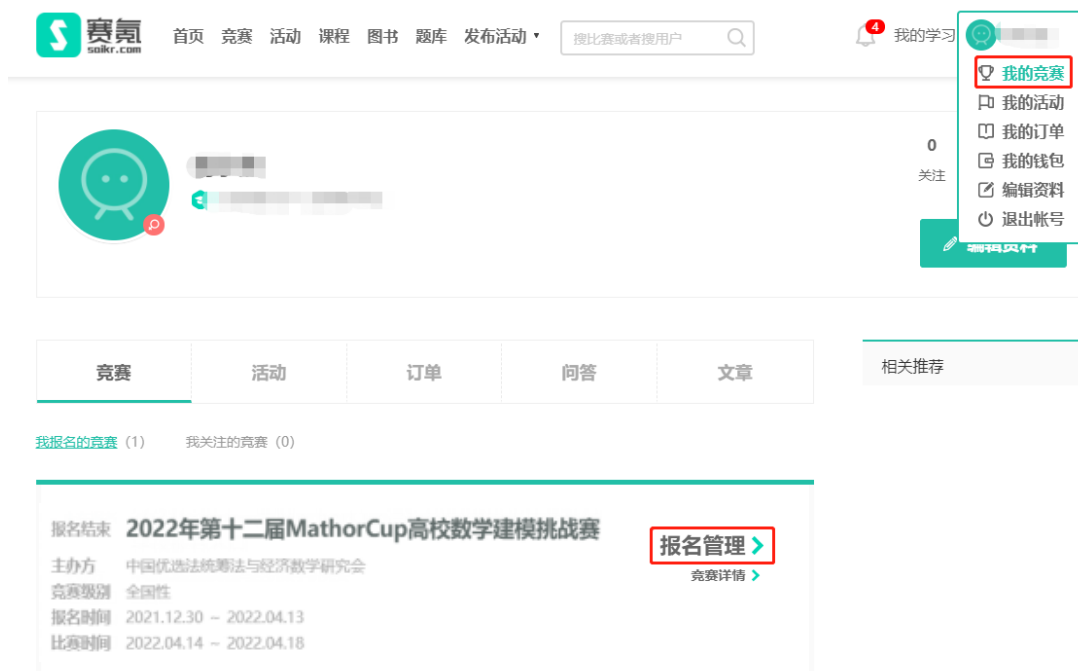 赛氪
saikr.com
首页 竞赛 活动 课程 图书 题库 发布活动
搜比赛或者搜用户
4
我的学习
我的竞赛
我的活动
我的订单
我的钱包
编辑资料
退出帐号
0
关注
编辑资料
竞赛 活动 订单 问答 文章
相关推荐
我报名的竞赛 (1) 我关注的竞赛 (0)
报名结束 2022年第十二届MathorCup高校数学建模挑战赛
报名管理
主办方 中国优选法统筹法与经济数学研究会
竞赛详情
竞赛级别 全国性
报名时间 2021.12.30 ~ 2022.04.13
比赛时间 2022.04.14 ~ 2022.04.18